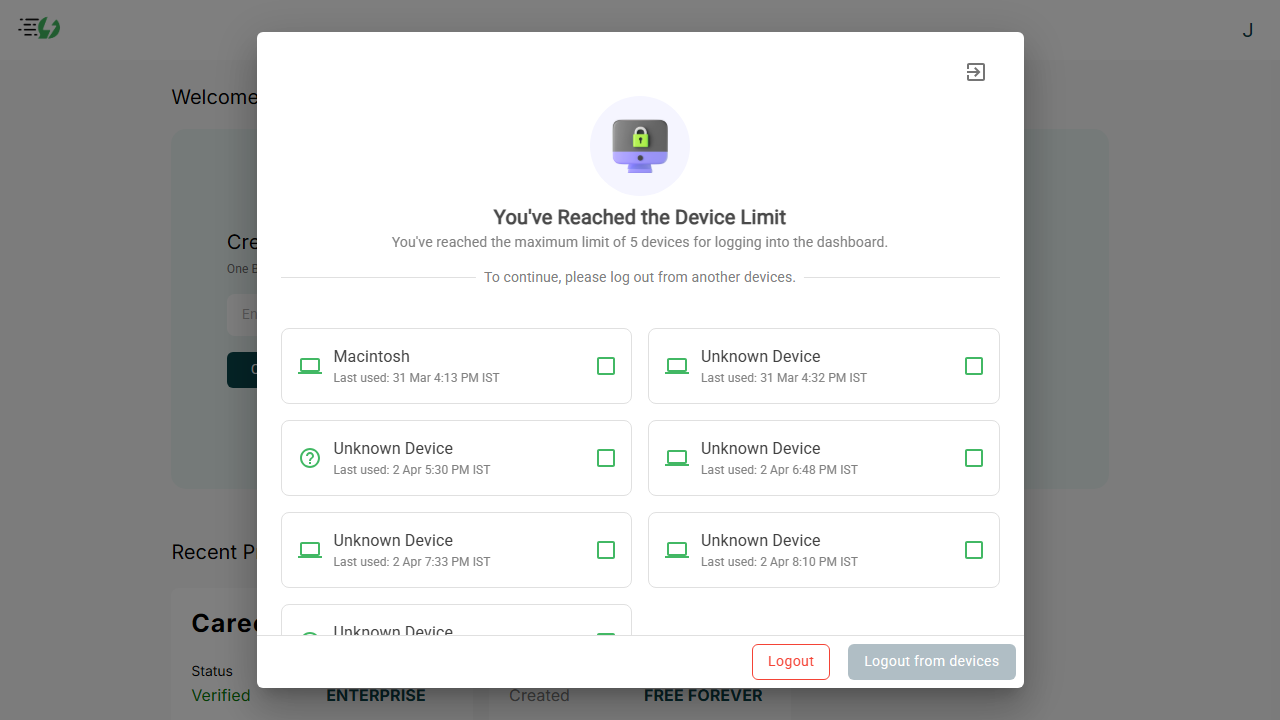 J
Welcome
You've Reached the Device Limit
You've reached the maximum limit of 5 devices for logging into the dashboard.
To continue, please log out from another devices.
Macintosh
Last used: 31 Mar 4:13 PM IST
Unknown Device
Last used: 31 Mar 4:32 PM IST
Unknown Device
Last used: 2 Apr 5:30 PM IST
Unknown Device
Last used: 2 Apr 6:48 PM IST
Unknown Device
Last used: 2 Apr 7:33 PM IST
Unknown Device
Last used: 2 Apr 8:10 PM IST
Unknown Device
Logout
Logout from devices
One
Recent
Status
Verified
ENTERPRISE
Created
FREE FOREVER